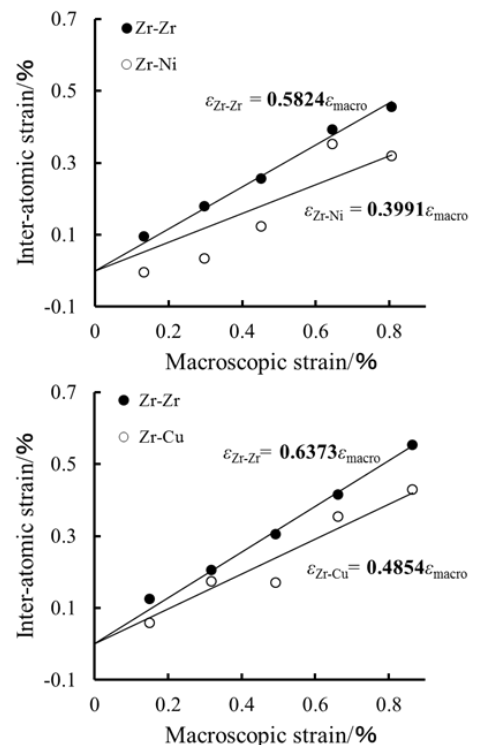 0.7
Zr-Zr
Zr-Ni
εZr-Zr = 0.5824εmacro
0.5
0.3
εZr-Ni = 0.3991εmacro
0.1
-0.1
0 0.2 0.4 0.6 0.8
Inter-atomic strain/%
Macroscopic strain/%
0.7
Zr-Zr
Zr-Cu
εZr-Zr= 0.6373εmacro
0.5
0.3
εZr-Cu= 0.4854εmacro
0.1
-0.1
0 0.2 0.4 0.6 0.8
Inter-atomic strain/%
Macroscopic strain/%